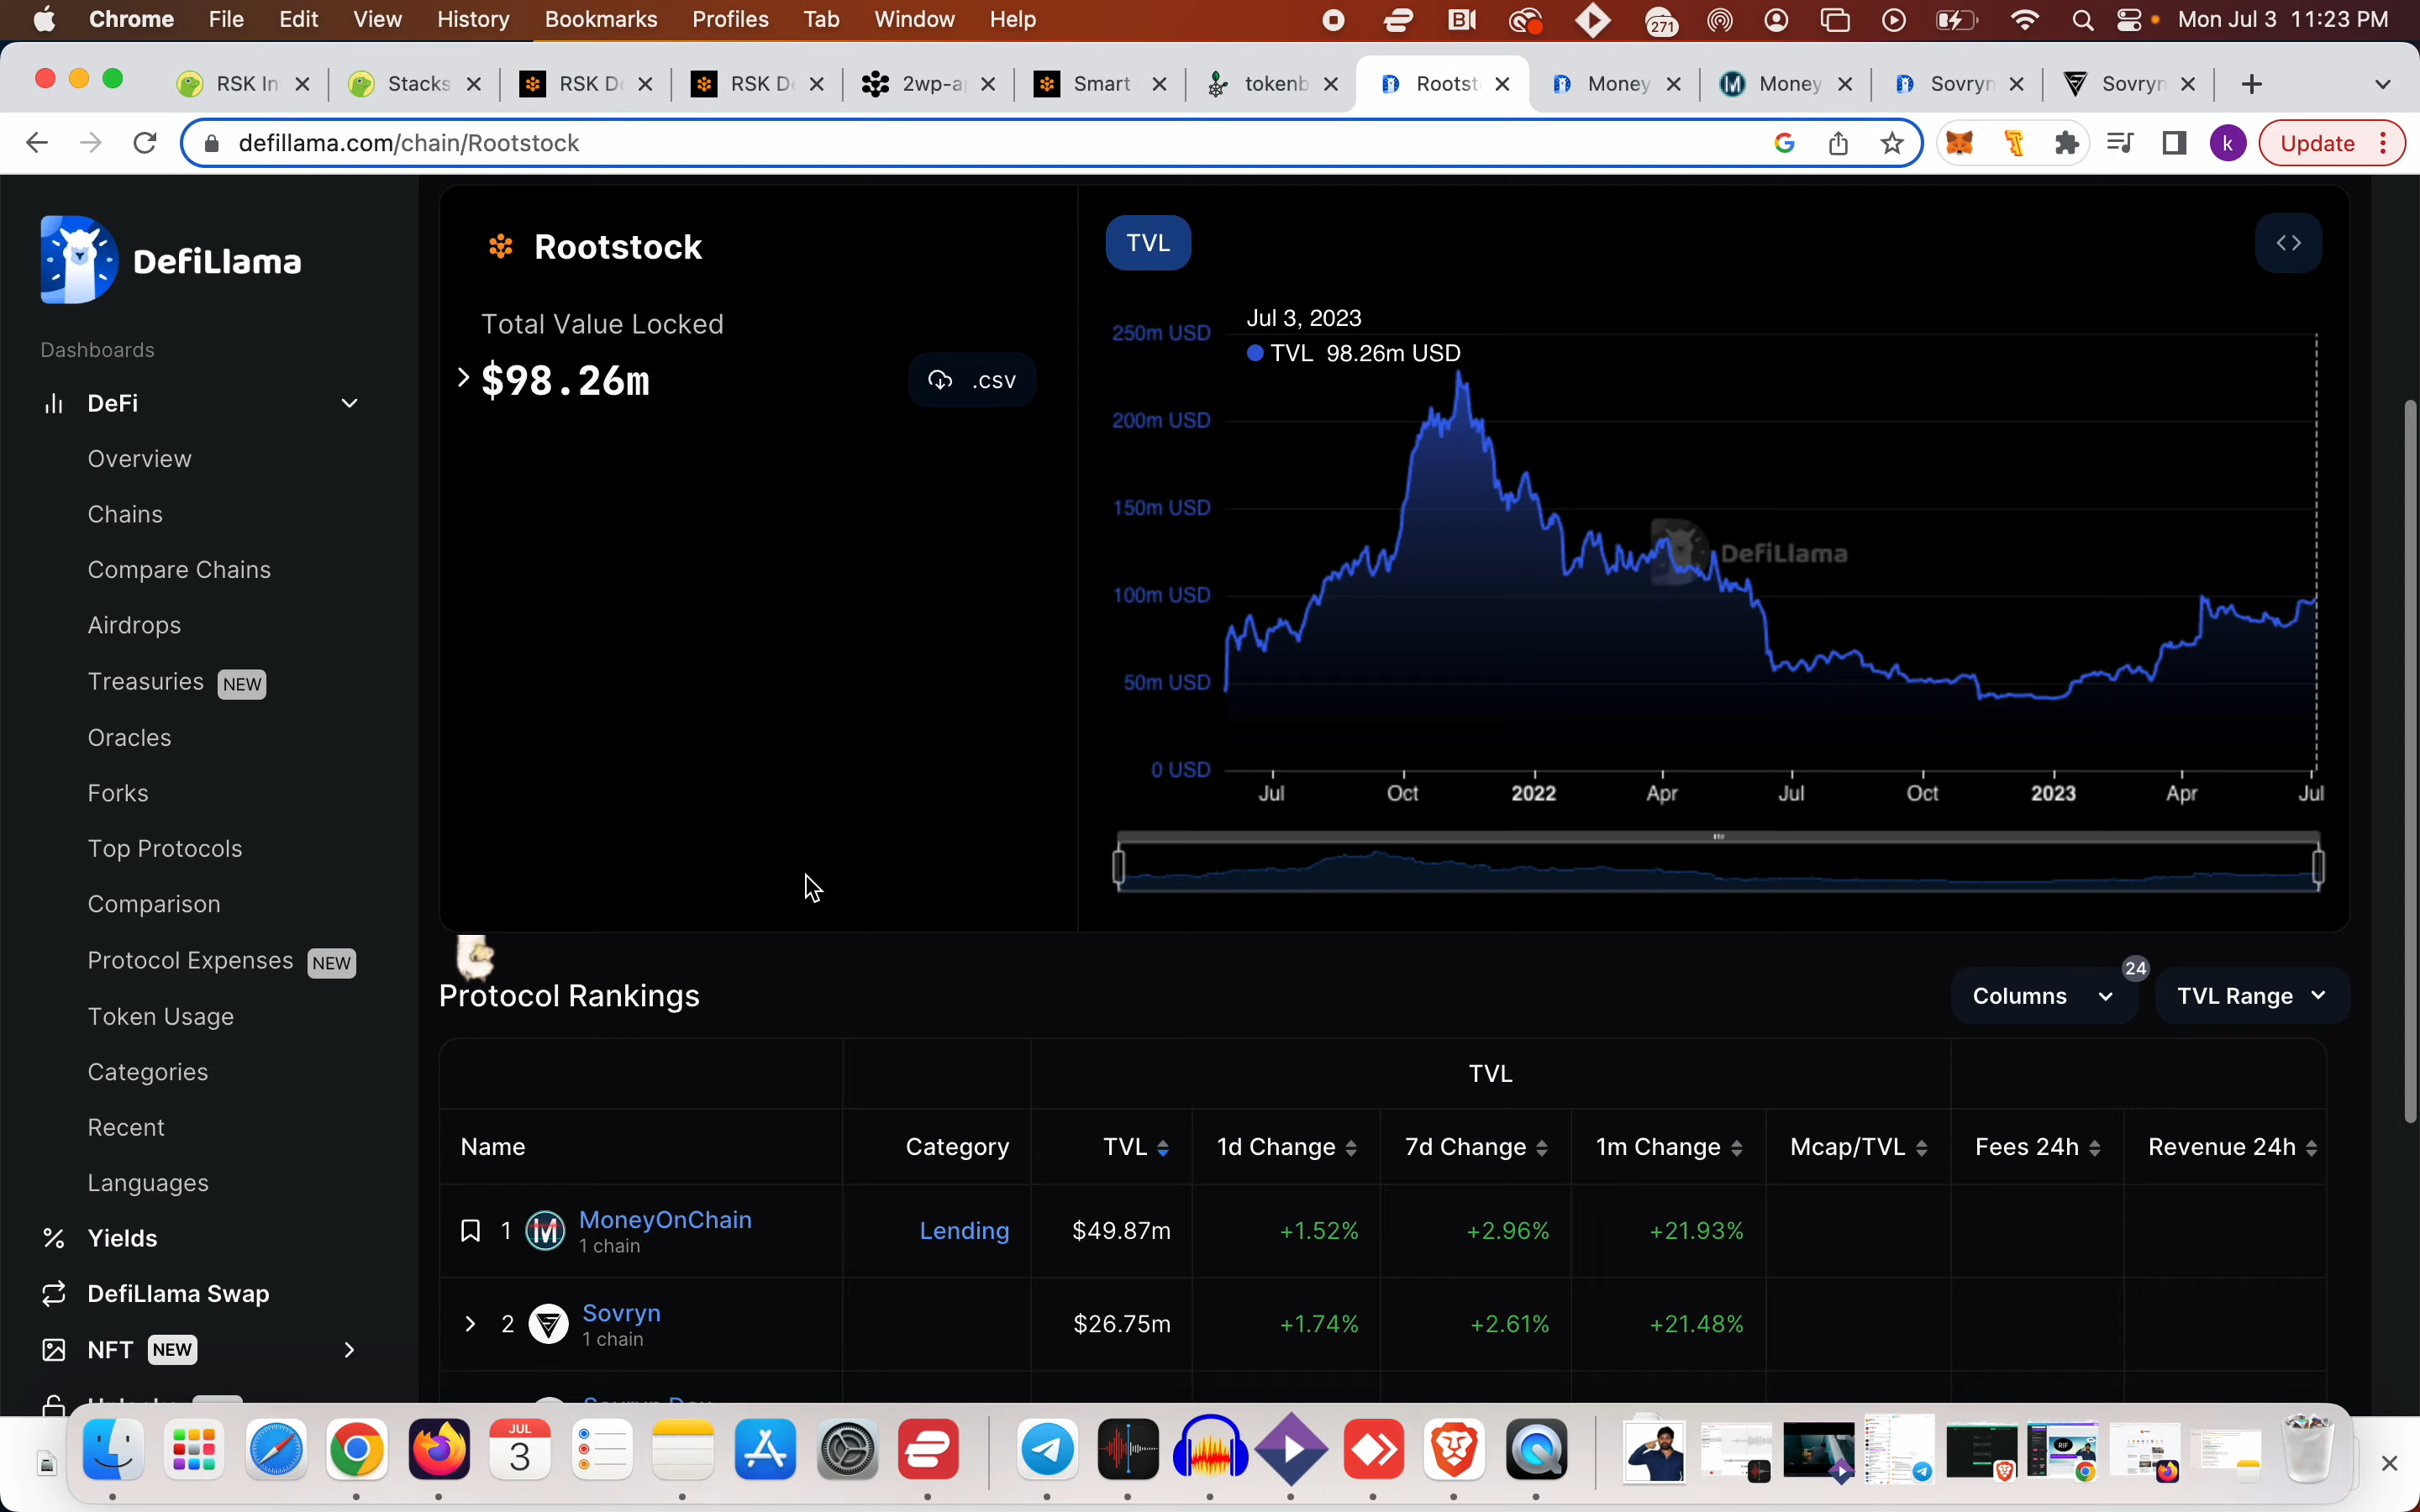 Chrome File Edit View History Bookmarks Profiles Tab Window Help 271 Mon Jul 3 11:23 PM
RSK In Stacks RSK De RSK De 2wp-a Smart tokenb Rootst Money Money Sovryn Sovryn
defillama.com/chain/Rootstock k Update
DefiLlama
Dashboards
DeFi
Overview
Chains
Compare Chains
Airdrops
Treasuries NEW
Oracles
Forks
Top Protocols
Comparison
Protocol Expenses NEW
Token Usage
Categories
Recent
Languages
Yields
DefiLlama Swap
NFT NEW
Rootstock
Total Value Locked
$98.26m
.csv
TVL
Jul 3, 2023
TVL 98.26m USD
250m USD
200m USD
150m USD
100m USD
50m USD
0 USD
DefiLlama
Jul Oct 2022 Apr Jul Oct 2023 Apr Jul
Protocol Rankings
24
Columns
TVL Range
TVL
Name Category TVL 1d Change 7d Change 1m Change Mcap/TVL Fees 24h Revenue 24h
1 MoneyOnChain Lending $49.87m +1.52% +2.96% +21.93%
1 chain
2 Sovryn $26.75m +1.74% +2.61% +21.48%
1 chain
JUL
3